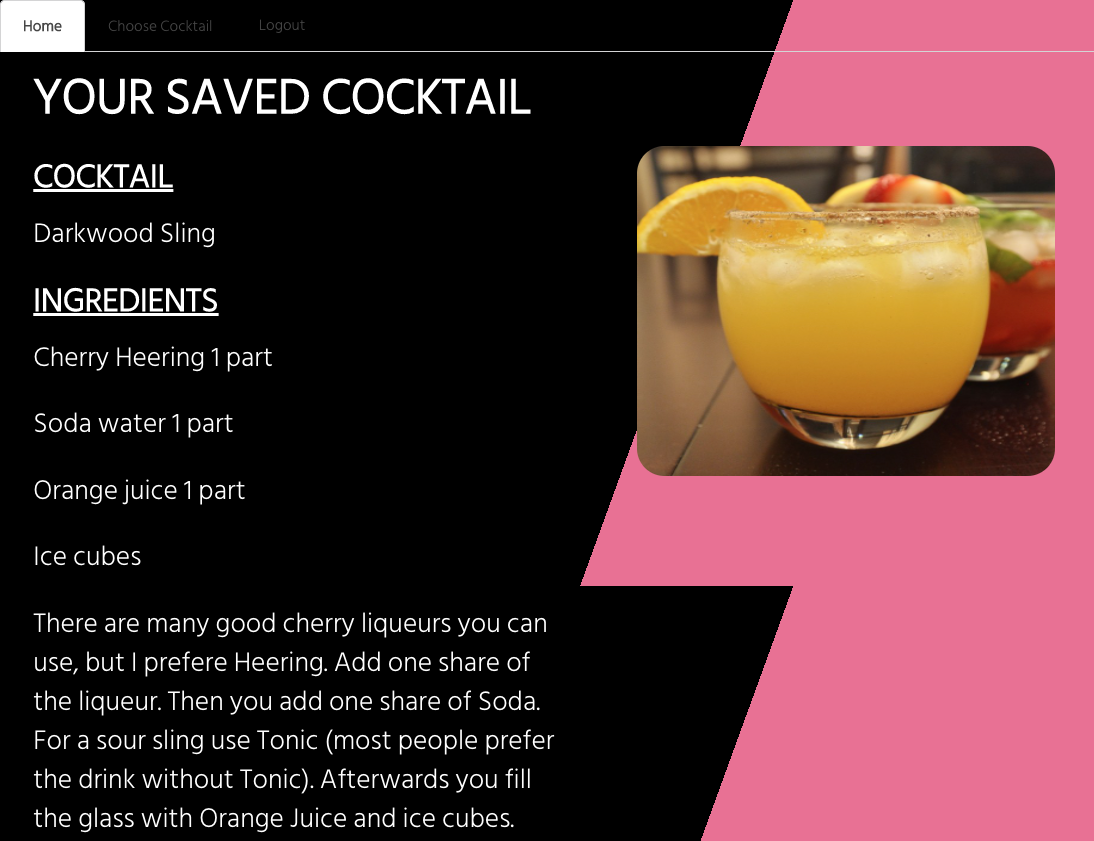 Home Choose Cocktail Logout
YOUR SAVED COCKTAIL
COCKTAIL
Darkwood Sling
INGREDIENTS
Cherry Heering 1 part
Soda water 1 part
Orange juice 1 part
Ice cubes
There are many good cherry liqueurs you can
use, but I prefere Heering. Add one share of
the liqueur. Then you add one share of Soda.
For a sour sling use Tonic (most people prefer
the drink without Tonic). Afterwards you fill
the glass with Orange Juice and ice cubes.